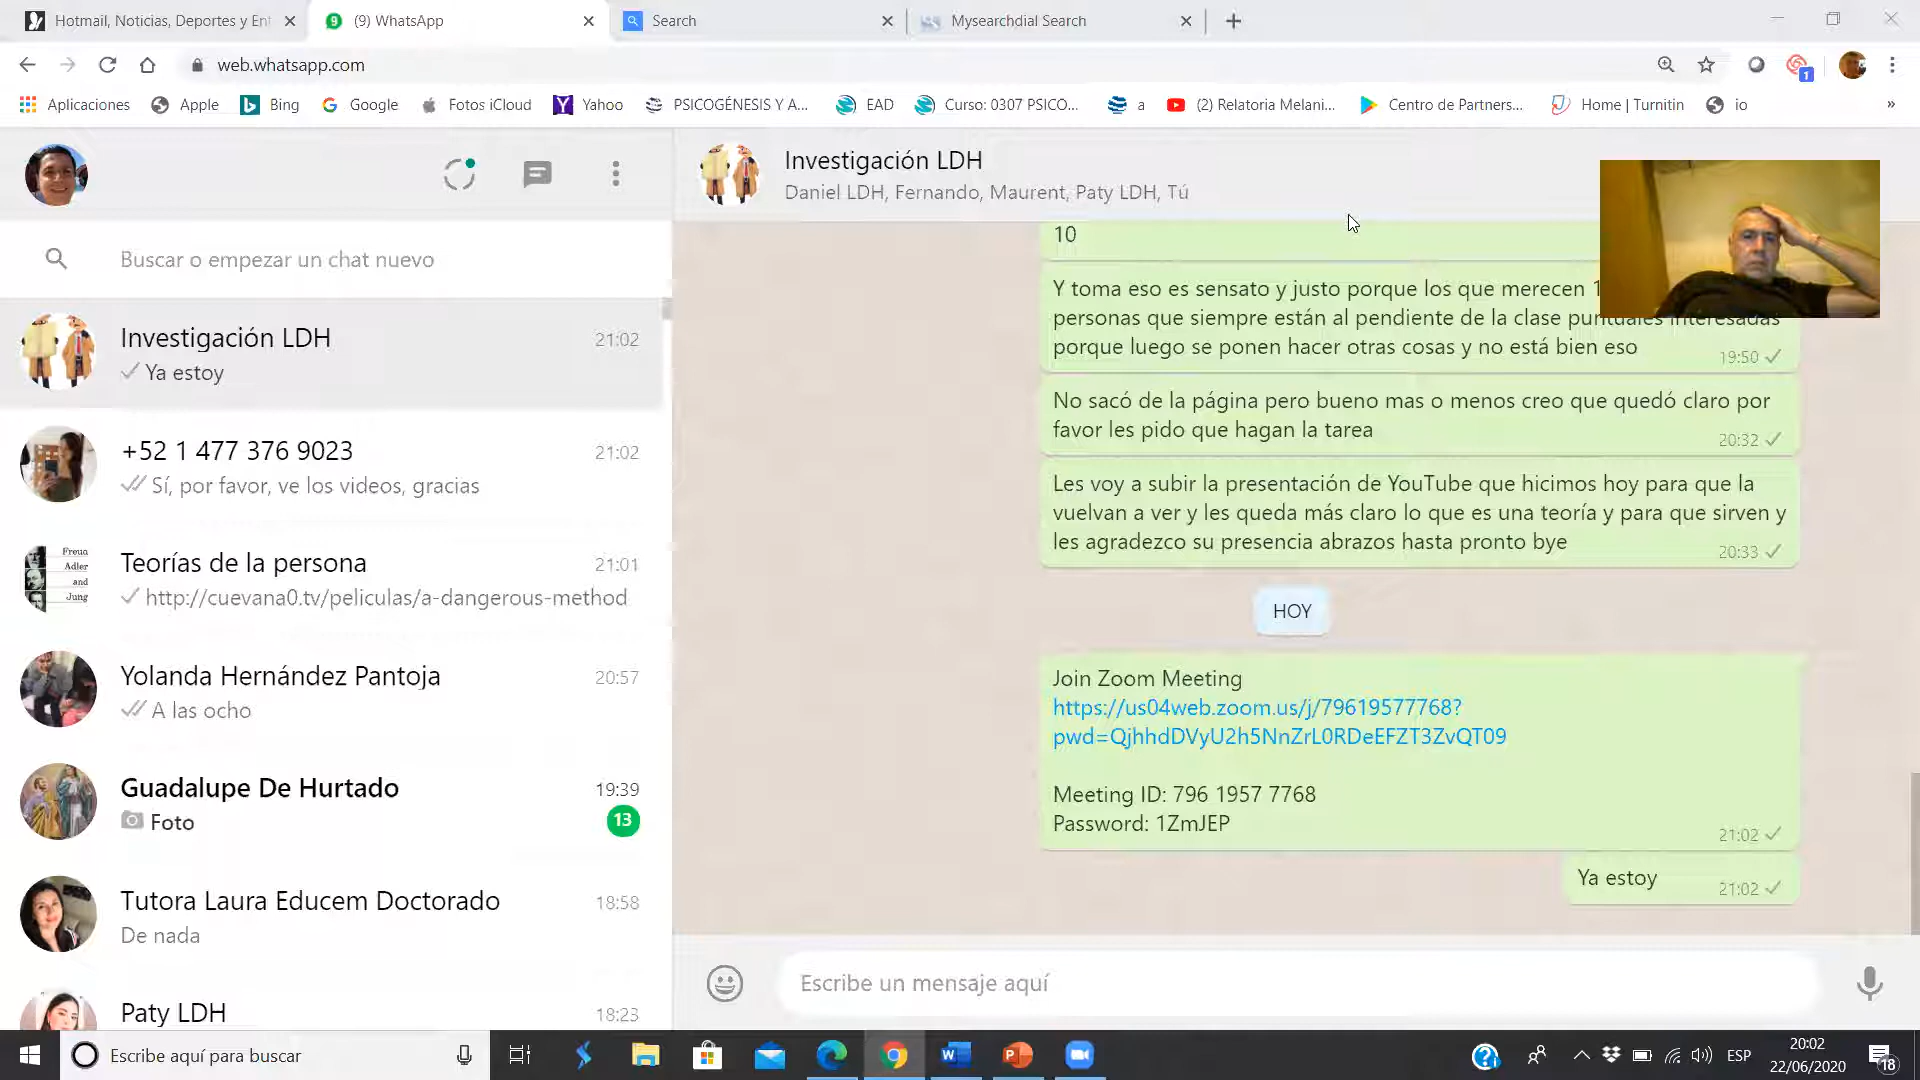 Hotmail, Noticias, Deportes y Ent
(9) WhatsApp
Search
Mysearchdial Search
web.whatsapp.com
1
Aplicaciones
Apple
Bing
Google
Fotos iCloud
Yahoo
PSICOGÉNESIS Y A...
EAD
Curso: 0307 PSICO...
a
(2) Relatoria Melani...
Centro de Partners...
Home | Turnitin
io
»
Investigación LDH
Daniel LDH, Fernando, Maurent, Paty LDH, Tú
Buscar o empezar un chat nuevo
Investigación LDH
21:02
Ya estoy
+52 1 477 376 9023
21:02
Sí, por favor, ve los videos, gracias
Freud
Adler
and
Jung
Teorías de la persona
21:01
http://cuevana0.tv/peliculas/a-dangerous-method
Yolanda Hernández Pantoja
20:57
A las ocho
Guadalupe De Hurtado
19:39
Foto
13
Tutora Laura Educem Doctorado
18:58
De nada
Paty LDH
18:23
10
Y toma eso es sensato y justo porque los que merecen 1
personas que siempre están al pendiente de la clase puntuales interesadas
porque luego se ponen hacer otras cosas y no está bien eso
19:50
No sacó de la página pero bueno mas o menos creo que quedó claro por
favor les pido que hagan la tarea
20:32
Les voy a subir la presentación de YouTube que hicimos hoy para que la
vuelvan a ver y les queda más claro lo que es una teoría y para que sirven y
les agradezco su presencia abrazos hasta pronto bye
20:33
HOY
Join Zoom Meeting
https://us04web.zoom.us/j/79619577768?
pwd=QjhhdDVyU2h5NnZrL0RDeEFZT3ZvQT09
Meeting ID: 796 1957 7768
Password: 1ZmJEP
21:02
Ya estoy
21:02
Escribe un mensaje aquí
Escribe aquí para buscar
ESP
20:02
22/06/2020
18